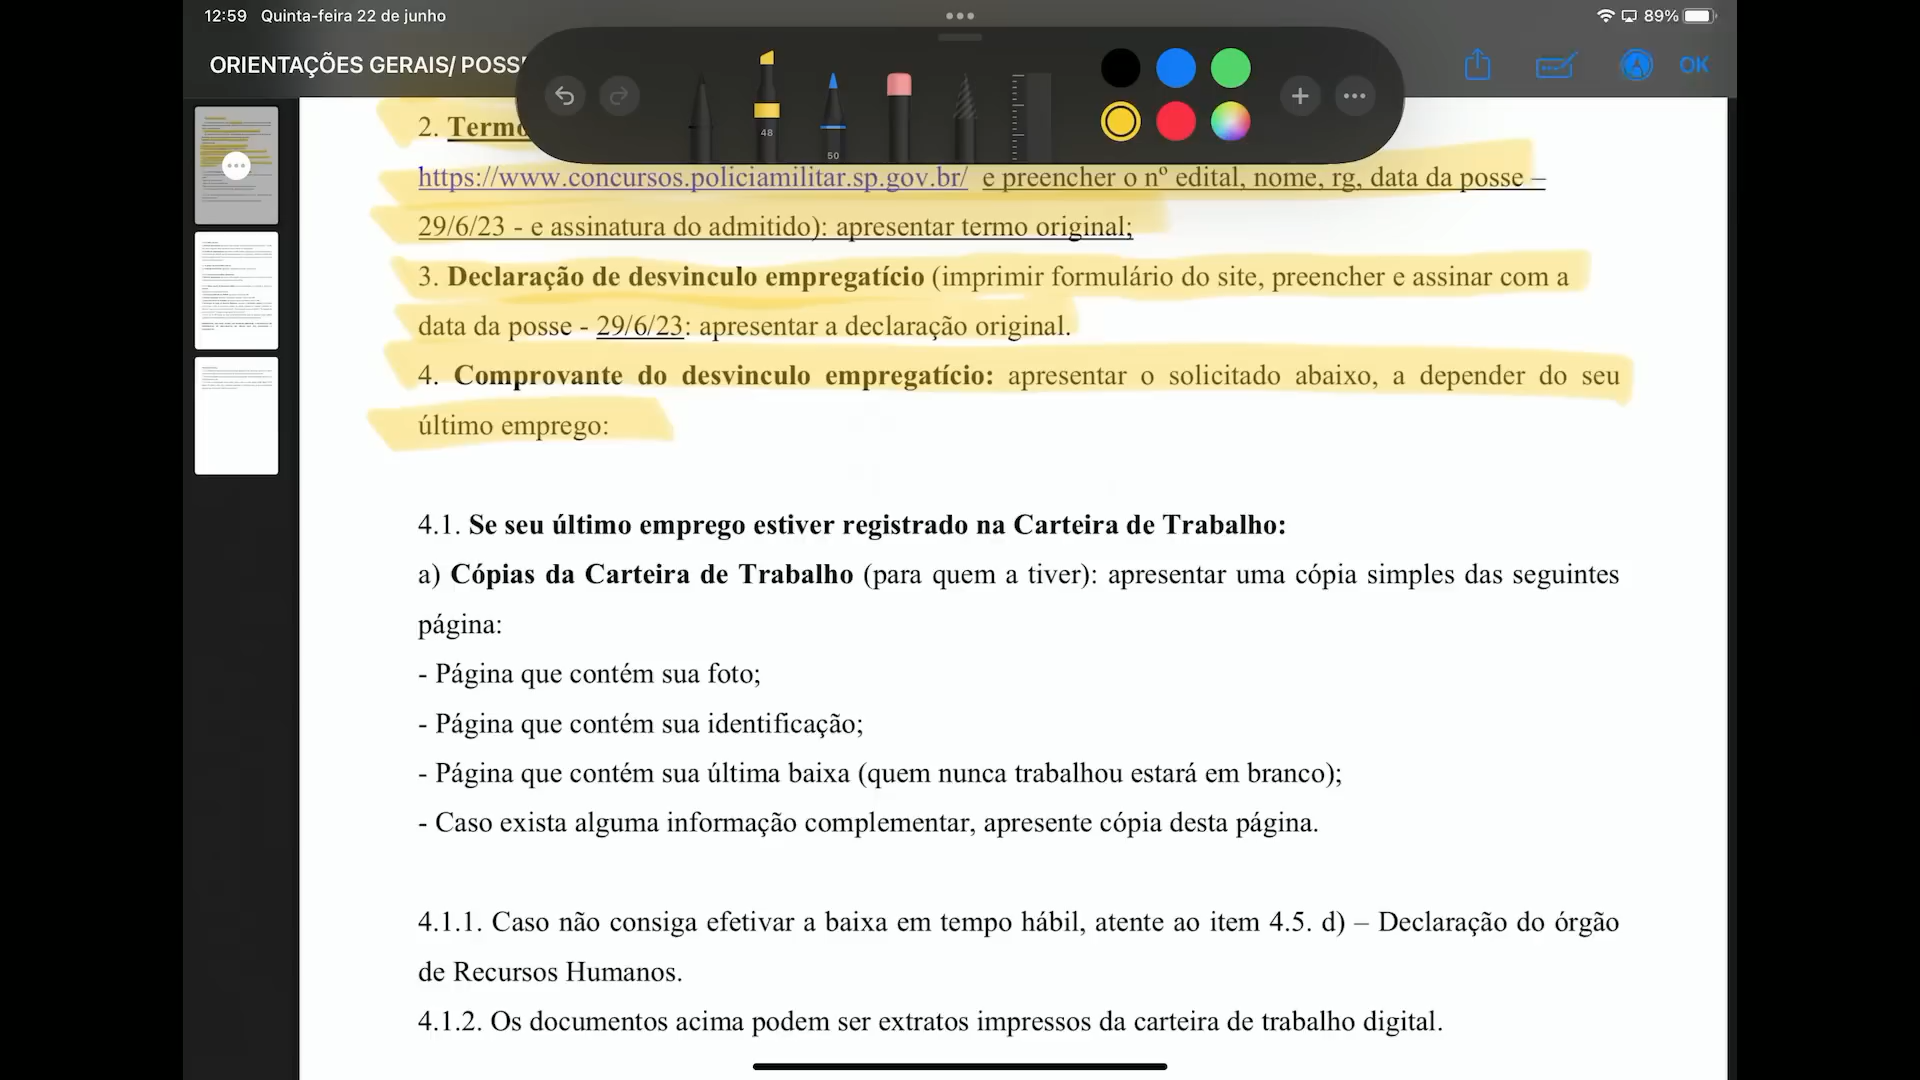 12:59 Quinta-feira 22 de junho
89%
ORIENTAÇÕES GERAIS/ POSS
OK
48
50
2. Termo
https://www.concursos.policiamilitar.sp.gov.br/ e preencher o nº edital, nome, rg, data da posse –
29/6/23 - e assinatura do admitido): apresentar termo original;
3. Declaração de desvinculo empregatício (imprimir formulário do site, preencher e assinar com a
data da posse - 29/6/23: apresentar a declaração original.
4. Comprovante do desvinculo empregatício: apresentar o solicitado abaixo, a depender do seu
último emprego:
4.1. Se seu último emprego estiver registrado na Carteira de Trabalho:
a) Cópias da Carteira de Trabalho (para quem a tiver): apresentar uma cópia simples das seguintes
página:
- Página que contém sua foto;
- Página que contém sua identificação;
- Página que contém sua última baixa (quem nunca trabalhou estará em branco);
- Caso exista alguma informação complementar, apresente cópia desta página.
4.1.1. Caso não consiga efetivar a baixa em tempo hábil, atente ao item 4.5. d) – Declaração do órgão
de Recursos Humanos.
4.1.2. Os documentos acima podem ser extratos impressos da carteira de trabalho digital.